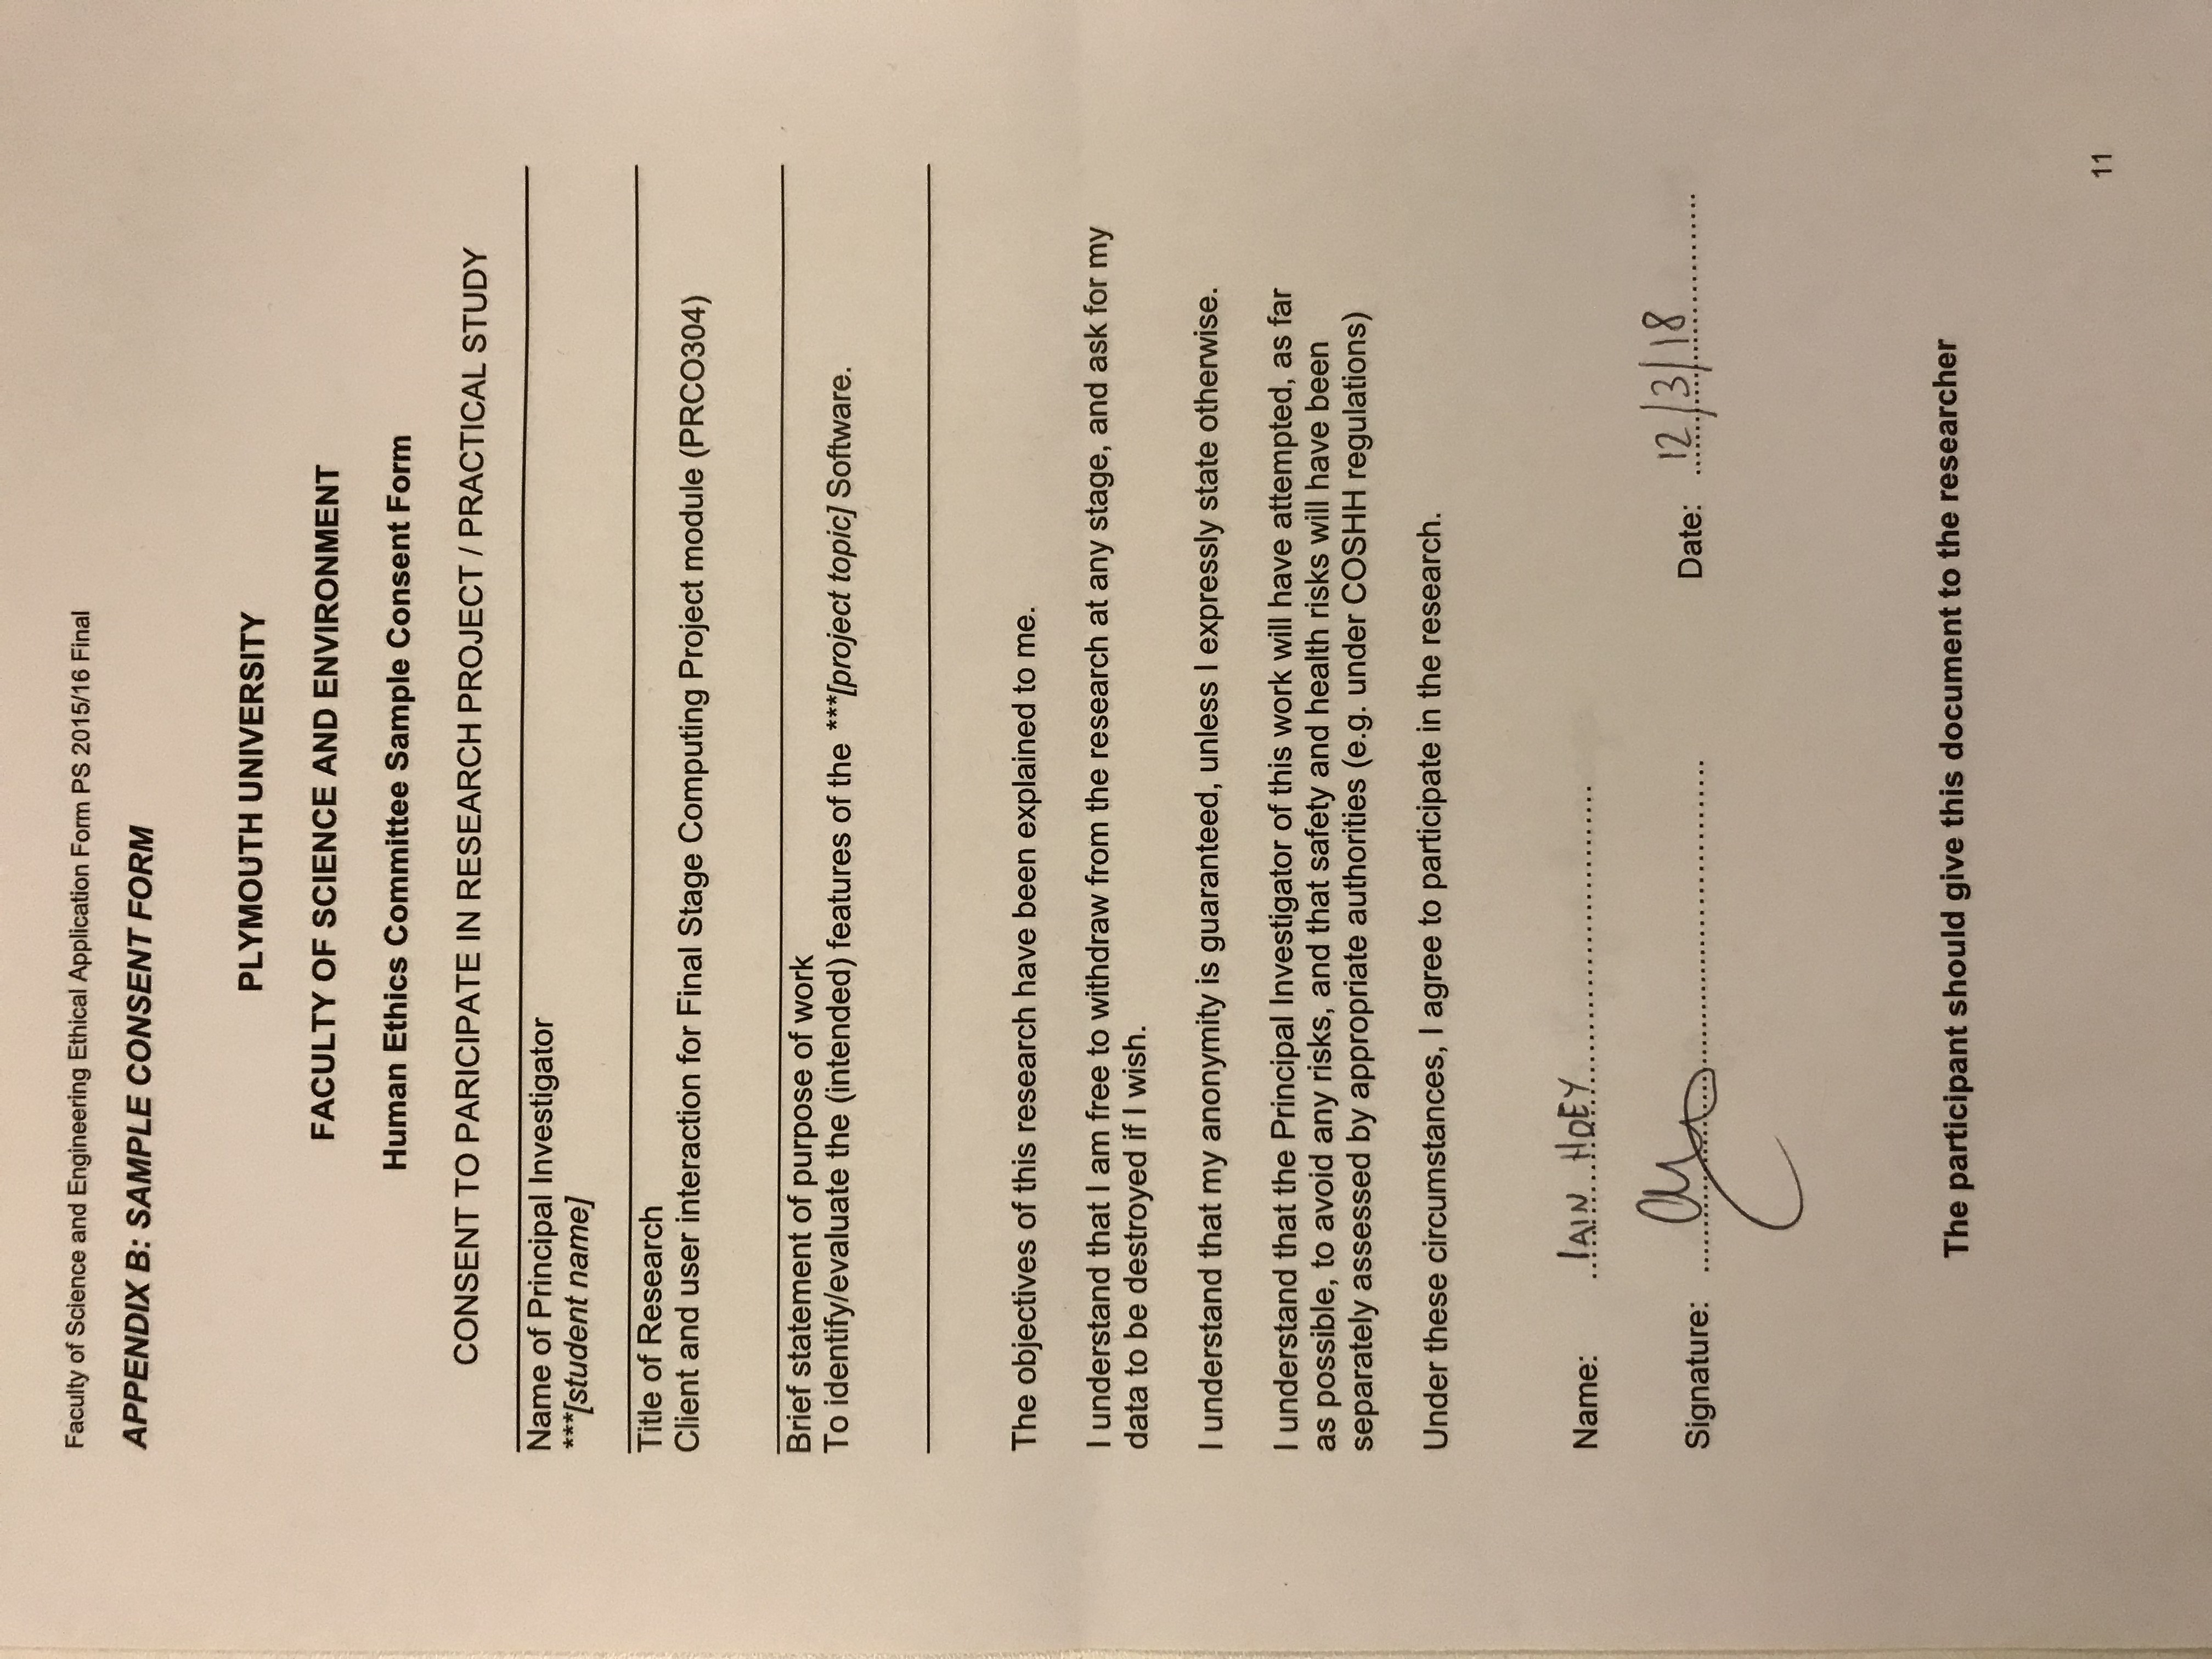 Faculty of Science and Engineering Ethical Application Form PS 2015/16 Final
APPENDIX B: SAMPLE CONSENT FORM
PLYMOUTH UNIVERSITY
FACULTY OF SCIENCE AND ENVIRONMENT
Human Ethics Committee Sample Consent Form
CONSENT TO PARICIPATE IN RESEARCH PROJECT / PRACTICAL STUDY
Name of Principal Investigator
***[student name]
Title of Research
Client and user interaction for Final Stage Computing Project module (PRCO304)
Brief statement of purpose of work
To identify/evaluate the (intended) features of the ***[project topic] Software.
The objectives of this research have been explained to me.
I understand that I am free to withdraw from the research at any stage, and ask for my
data to be destroyed if I wish.
I understand that my anonymity is guaranteed, unless I expressly state otherwise.
I understand that the Principal Investigator of this work will have attempted, as far
as possible, to avoid any risks, and that safety and health risks will have been
separately assessed by appropriate authorities (e.g. under COSHH regulations)
Under these circumstances, I agree to participate in the research.
Name: IAIN HOEY
Signature: Date: 12/3/18
The participant should give this document to the researcher
11